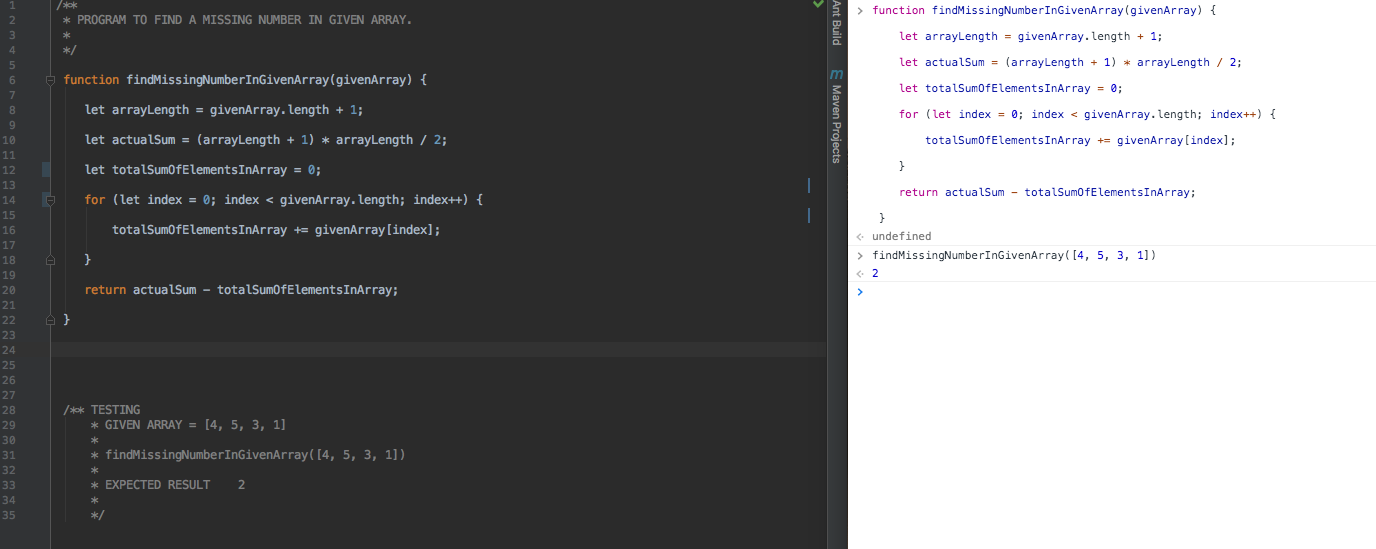 1 /**
2 * PROGRAM TO FIND A MISSING NUMBER IN GIVEN ARRAY.
3 *
4 */
5
6 function findMissingNumberInGivenArray(givenArray) {
7
8 let arrayLength = givenArray.length + 1;
9
10 let actualSum = (arrayLength + 1) * arrayLength / 2;
11
12 let totalSumOfElementsInArray = 0;
13
14 for (let index = 0; index < givenArray.length; index++) {
15
16 totalSumOfElementsInArray += givenArray[index];
17
18 }
19
20 return actualSum - totalSumOfElementsInArray;
21
22 }
23
24
25
26
27
28 /** TESTING
29 * GIVEN ARRAY = [4, 5, 3, 1]
30 *
31 * findMissingNumberInGivenArray([4, 5, 3, 1])
32 *
33 * EXPECTED RESULT 2
34 *
35 */
Ant Build
m Maven Projects
> function findMissingNumberInGivenArray(givenArray) {
let arrayLength = givenArray.length + 1;
let actualSum = (arrayLength + 1) * arrayLength / 2;
let totalSumOfElementsInArray = 0;
for (let index = 0; index < givenArray.length; index++) {
totalSumOfElementsInArray += givenArray[index];
}
return actualSum - totalSumOfElementsInArray;
}
undefined
> findMissingNumberInGivenArray([4, 5, 3, 1])
2
>